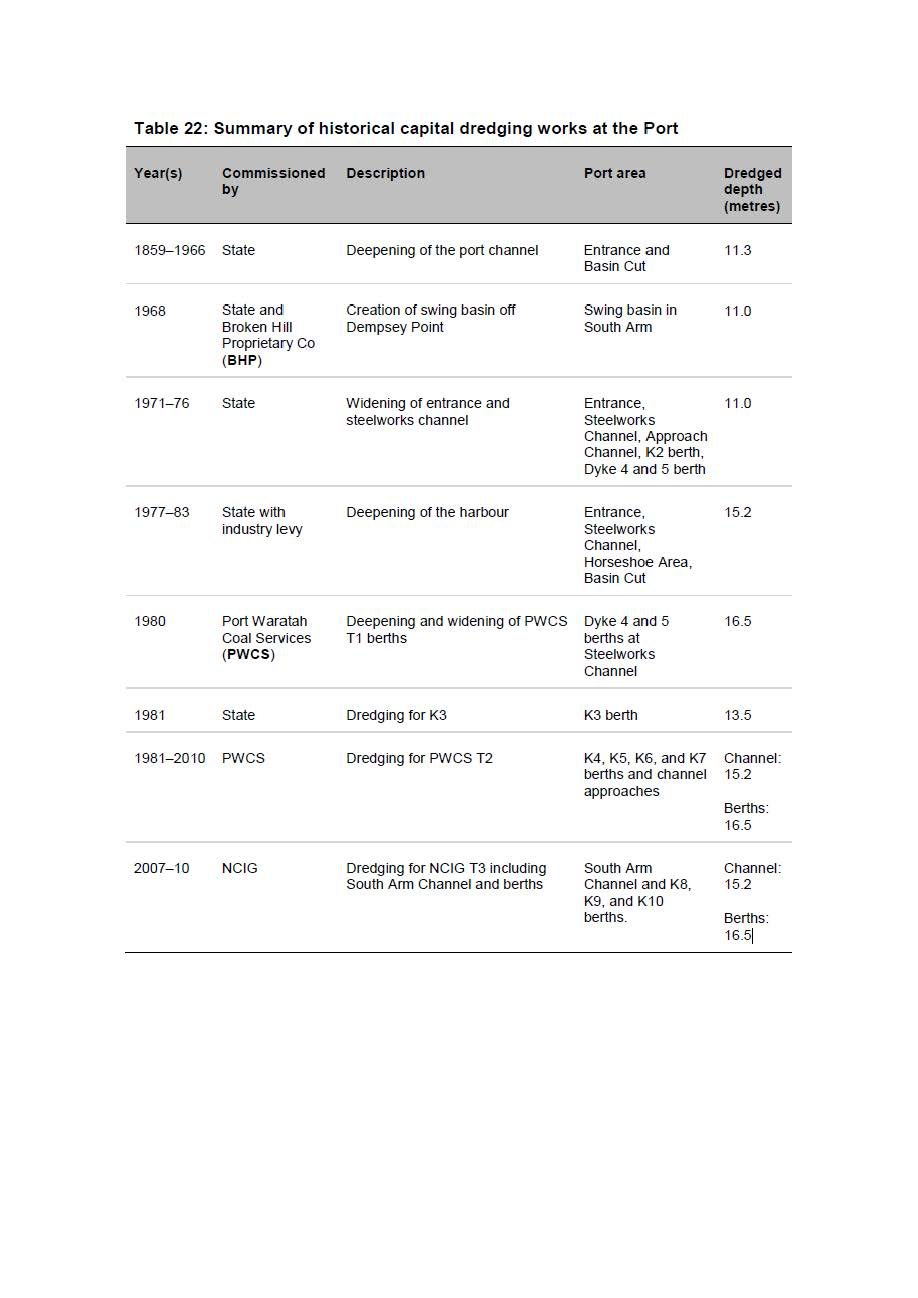 Table 22: Summary of historical capital dredging works at the Port
Year(s) Commissioned by Description Port area Dredged depth (metres)
1859–1966 State Deepening of the port channel Entrance and Basin Cut 11.3
1968 State and Broken Hill Proprietary Co (BHP) Creation of swing basin off Dempsey Point Swing basin in South Arm 11.0
1971–76 State Widening of entrance and steelworks channel Entrance, Steelworks Channel, Approach Channel, K2 berth, Dyke 4 and 5 berth 11.0
1977–83 State with industry levy Deepening of the harbour Entrance, Steelworks Channel, Horseshoe Area, Basin Cut 15.2
1980 Port Waratah Coal Services (PWCS) Deepening and widening of PWCS T1 berths Dyke 4 and 5 berths at Steelworks Channel 16.5
1981 State Dredging for K3 K3 berth 13.5
1981–2010 PWCS Dredging for PWCS T2 K4, K5, K6, and K7 berths and channel approaches Channel: 15.2 Berths: 16.5
2007–10 NCIG Dredging for NCIG T3 including South Arm Channel and berths South Arm Channel and K8, K9, and K10 berths. Channel: 15.2 Berths: 16.5